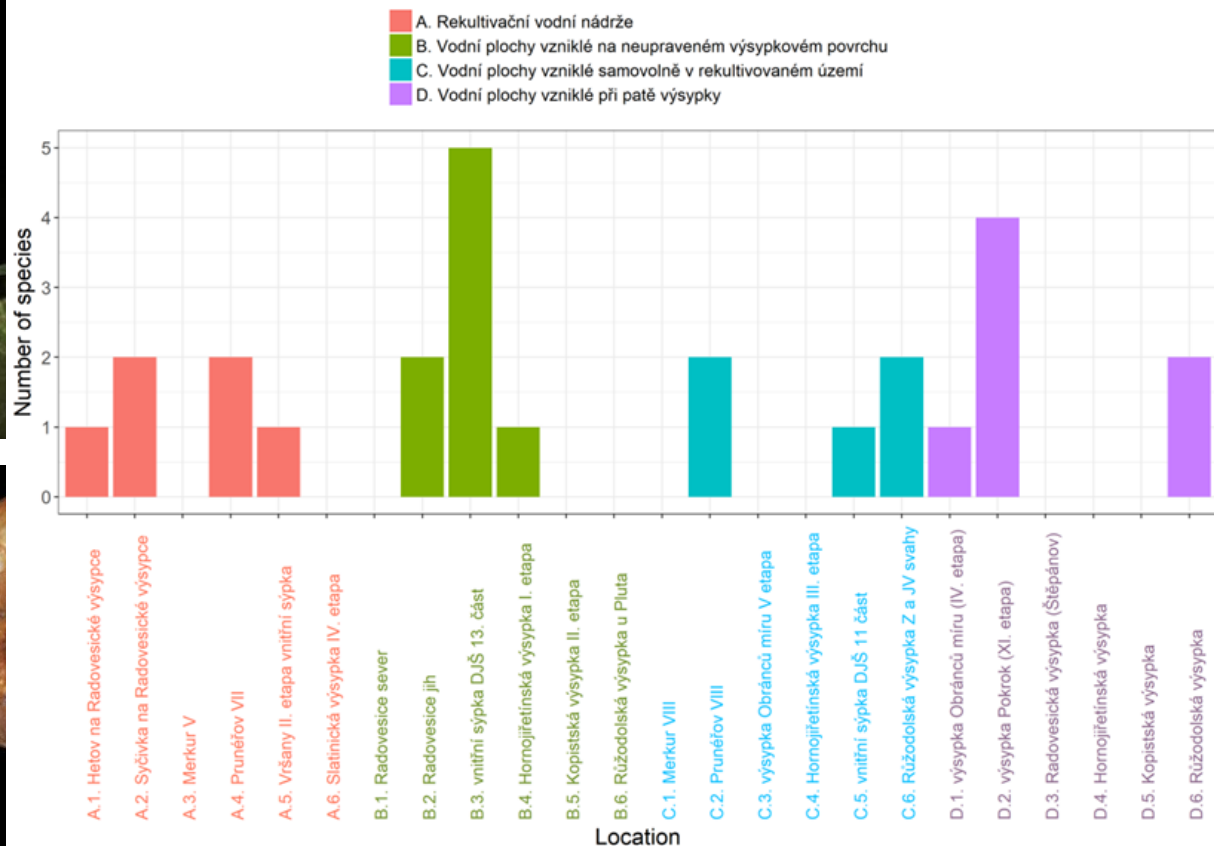 A. Rekultivační vodní nádrže
B. Vodní plochy vzniklé na neupraveném výsypkovém povrchu
C. Vodní plochy vzniklé samovolně v rekultivovaném území
D. Vodní plochy vzniklé při patě výsypky
Number of species
5
4
3
2
1
0
A.1. Hetov na Radovesické výsypce
A.2. Syčivka na Radovesické výsypce
A.3. Merkur V
A.4. Prunéřov VII
A.5. Vršany II. etapa vnitřní sýpka
A.6. Slatinická výsypka IV. etapa
B.1. Radovesice sever
B.2. Radovesice jih
B.3. vnitřní sýpka DJŠ 13. část
B.4. Hornojiřetínská výsypka I. etapa
B.5. Kopistská výsypka II. etapa
B.6. Růžodolská výsypka u Pluta
C.1. Merkur VIII
C.2. Prunéřov VIII
C.3. výsypka Obránců míru V etapa
C.4. Hornojiřetínská výsypka III. etapa
C.5. vnitřní sýpka DJŠ 11 část
C.6. Růžodolská výsypka Z a JV svahy
D.1. výsypka Obránců míru (IV. etapa)
D.2. výsypka Pokrok (XI. etapa)
D.3. Radovesická výsypka (Štěpánov)
D.4. Hornojiřetínská výsypka
D.5. Kopistská výsypka
D.6. Růžodolská výsypka
Location